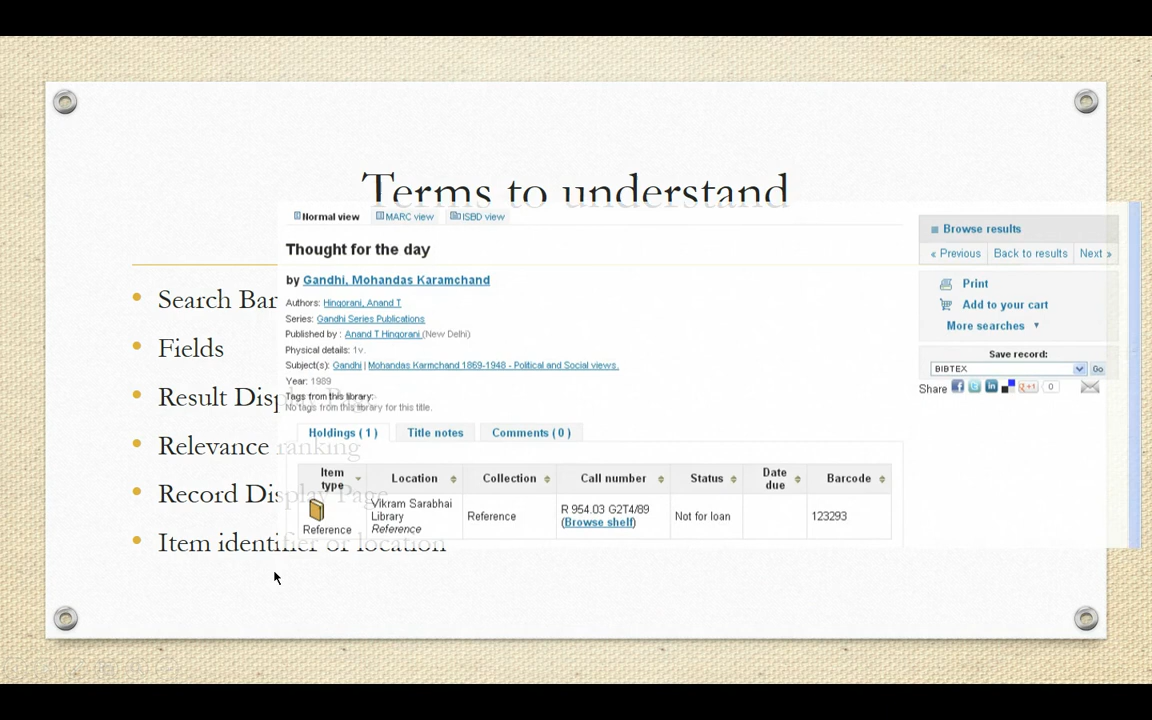 Terms to understand
Search Bar
Fields
Result Display Page
Relevance ranking
Record Display Page
Item identifier or location
Normal view MARC view ISBD view
Thought for the day
by Gandhi, Mohandas Karamchand
Authors: Hingorani, Anand T
Series: Gandhi Series Publications
Published by : Anand T Hingorani (New Delhi)
Physical details: 1v.
Subject(s): Gandhi | Mohandas Karmchand 1869-1948 - Political and Social views.
Year: 1989
Tags from this library:
No tags from this library for this title.
Holdings ( 1 ) Title notes Comments ( 0 )
Item type Location Collection Call number Status Date due Barcode
Reference Vikram Sarabhai Library Reference Reference R 954.03 G2T4/89 (Browse shelf) Not for loan 123293
Browse results
« Previous Back to results Next »
Print
Add to your cart
More searches
Save record:
BIBTEX Go
Share +1 0